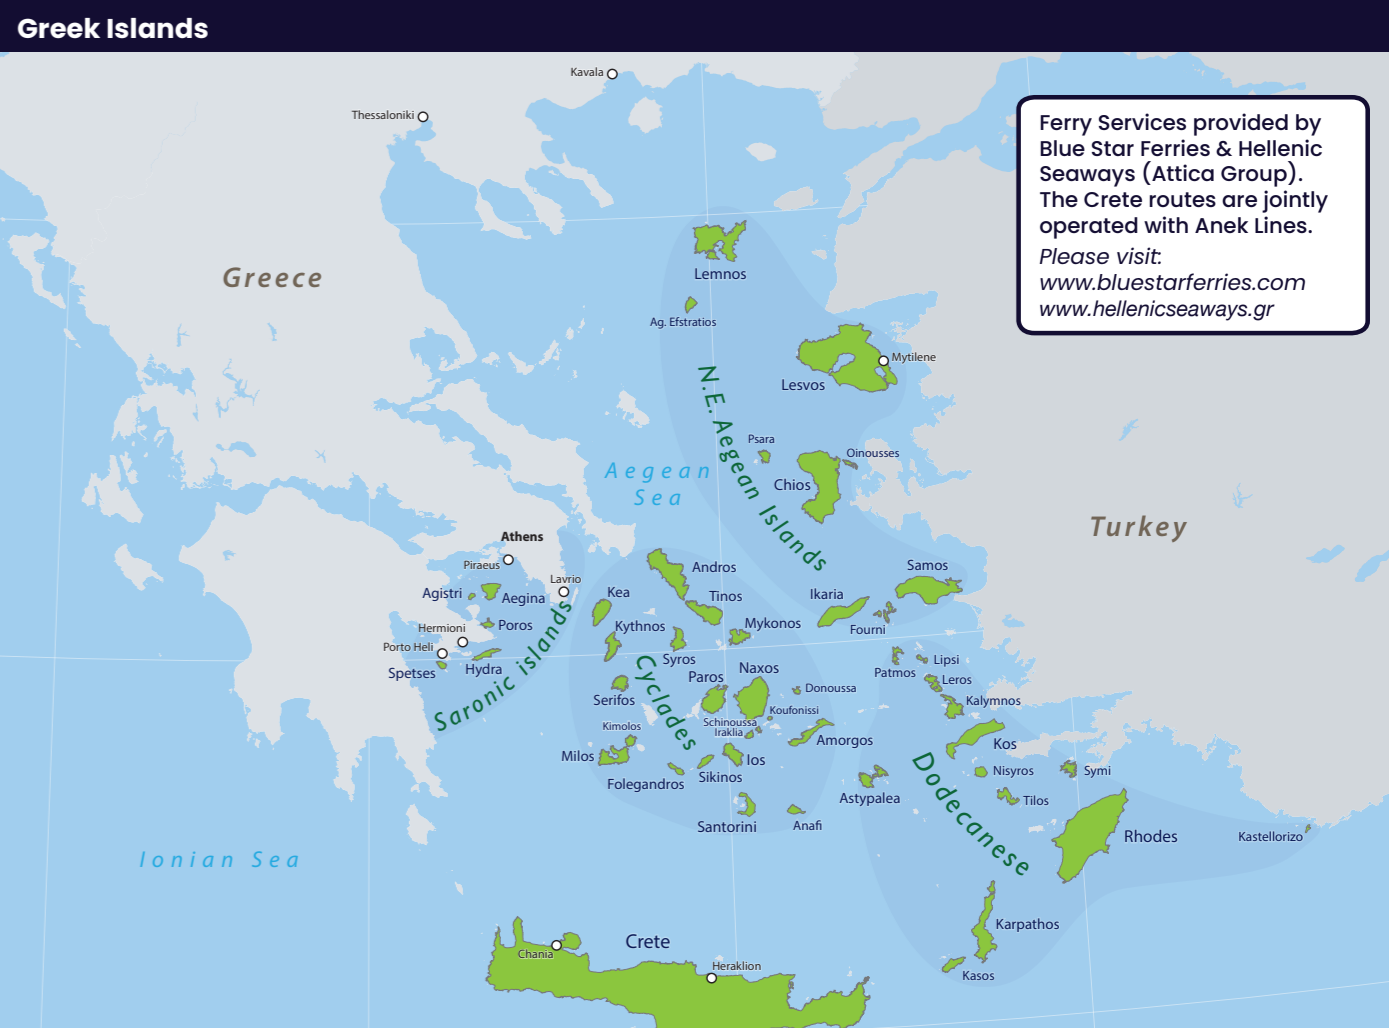 Greek Islands
Kavala
Thessaloniki
Ferry Services provided by
Blue Star Ferries & Hellenic
Seaways (Attica Group).
The Crete routes are jointly
operated with Anek Lines.
Please visit:
www.bluestarferries.com
www.hellenicseaways.gr
Greece
Lemnos
Ag. Efstratios
Mytilene
Lesvos
N.E. Aegean Islands
Psara
Oinousses
Chios
Aegean
Sea
Turkey
Athens
Piraeus
Lavrio
Agistri
Aegina
Poros
Hermioni
Porto Heli
Spetses
Hydra
Saronic islands
Andros
Samos
Kea
Tinos
Ikaria
Kythnos
Mykonos
Fourni
Syros
Cyclades
Paros
Naxos
Patmos
Lipsi
Leros
Serifos
Donoussa
Kalymnos
Koufonissi
Schinoussa
Iraklia
Kimolos
Amorgos
Kos
Milos
Ios
Folegandros
Sikinos
Nisyros
Symi
Astypalea
Tilos
Dodecanese
Santorini
Anafi
Rhodes
Kastellorizo
Ionian Sea
Karpathos
Crete
Chania
Heraklion
Kasos